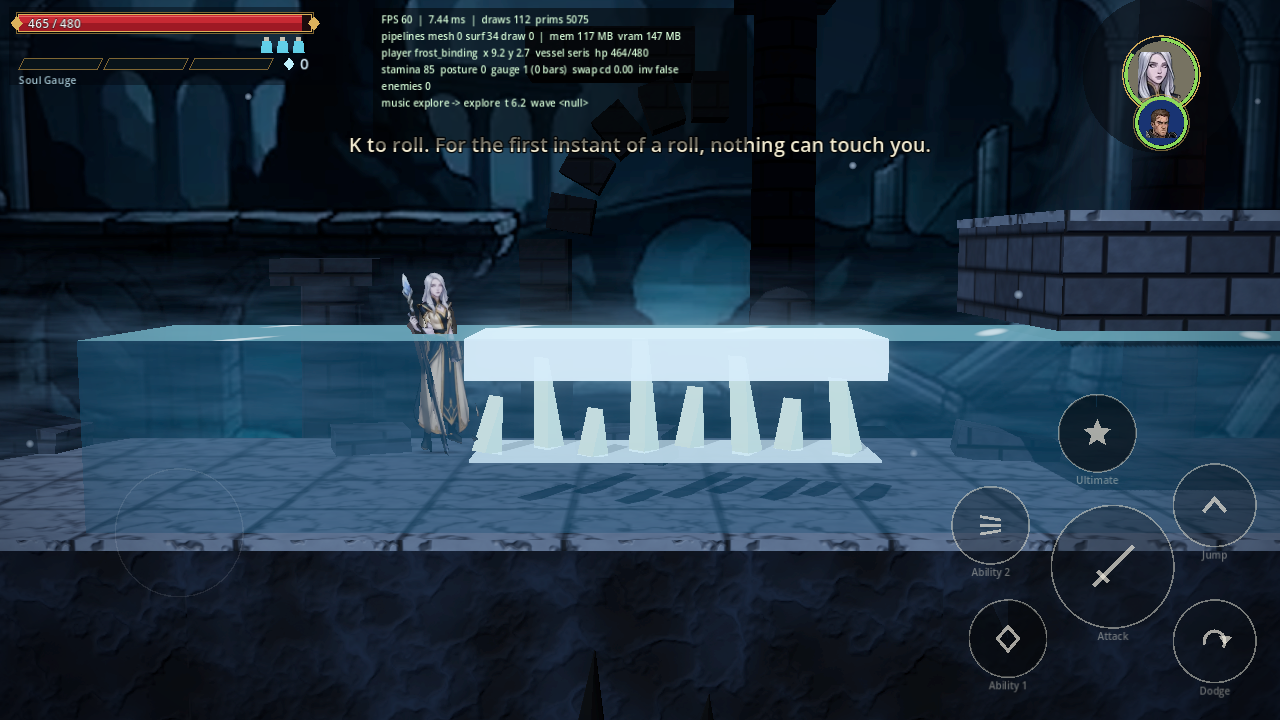 465 / 480
0
Soul Gauge
FPS 60 | 7.44 ms | draws 112 prims 5075
pipelines mesh 0 surf 34 draw 0 | mem 117 MB vram 147 MB
player frost_binding x 9.2 y 2.7 vessel seris hp 464/480
stamina 85 posture 0 gauge 1 (0 bars) swap cd 0.00 inv false
enemies 0
music explore -> explore t 6.2 wave <null>
K to roll. For the first instant of a roll, nothing can touch you.
Ultimate
Jump
Ability 2
Attack
Ability 1
Dodge